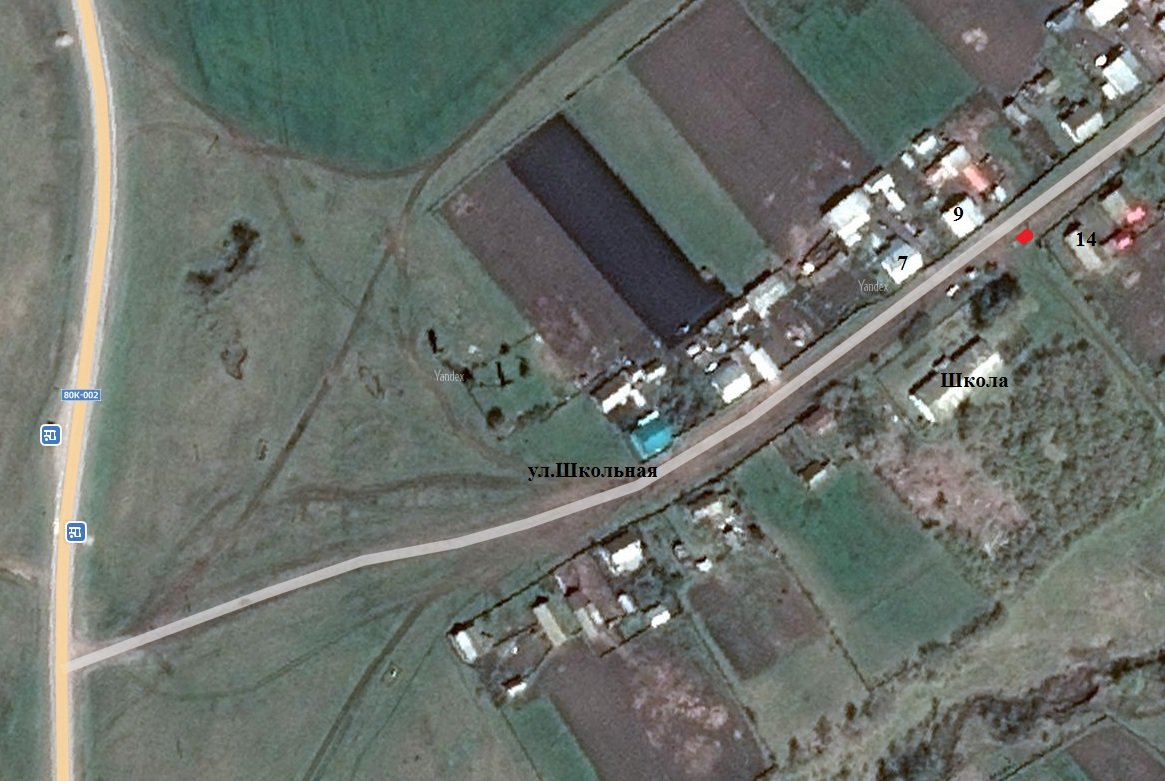 9
14
7
Yandex
Yandex
Школа
80К-002
ул.Школьная